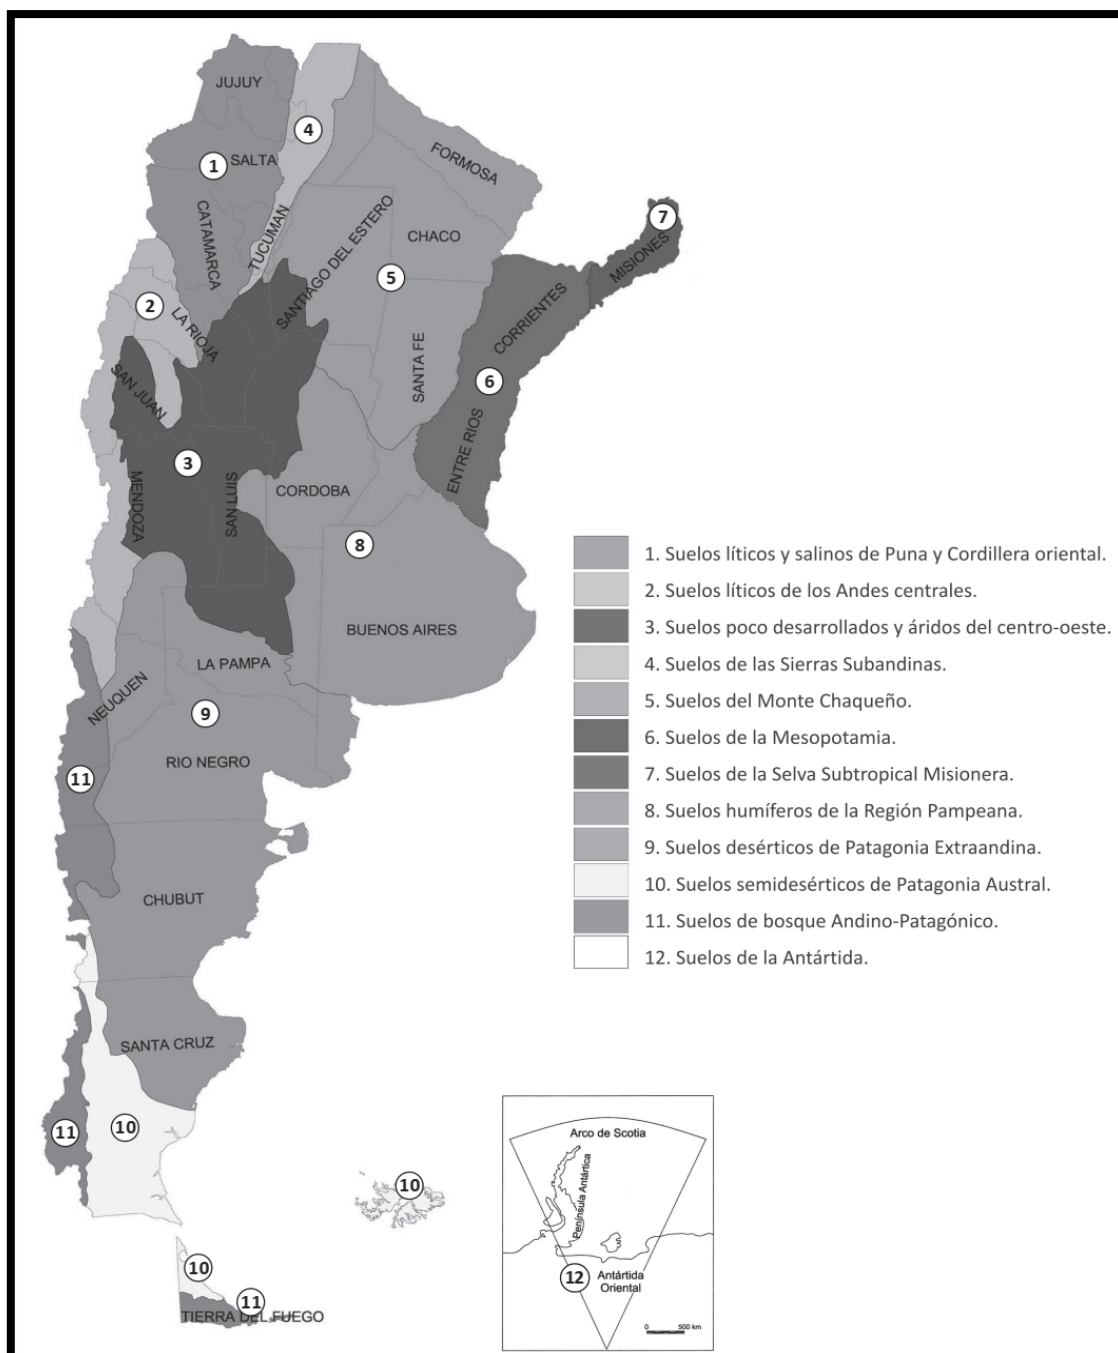 JUJUY
4
FORMOSA
1
SALTA
7
MISIONES
CATAMARCA
TUCUMAN
SANTIAGO DEL ESTERO
CHACO
5
2
LA RIOJA
CORRIENTES
SANTA FE
SAN JUAN
6
ENTRE RIOS
3
MENDOZA
SAN LUIS
CORDOBA
8
BUENOS AIRES
LA PAMPA
NEUQUEN
9
RIO NEGRO
11
CHUBUT
SANTA CRUZ
11
10
10
10
11
TIERRA DEL FUEGO
1. Suelos líticos y salinos de Puna y Cordillera oriental.
2. Suelos líticos de los Andes centrales.
3. Suelos poco desarrollados y áridos del centro-oeste.
4. Suelos de las Sierras Subandinas.
5. Suelos del Monte Chaqueño.
6. Suelos de la Mesopotamia.
7. Suelos de la Selva Subtropical Misionera.
8. Suelos humíferos de la Región Pampeana.
9. Suelos desérticos de Patagonia Extraandina.
10. Suelos semidesérticos de Patagonia Austral.
11. Suelos de bosque Andino-Patagónico.
12. Suelos de la Antártida.
Arco de Scotia
Península Antártica
12
Antártida
Oriental
0 500 km